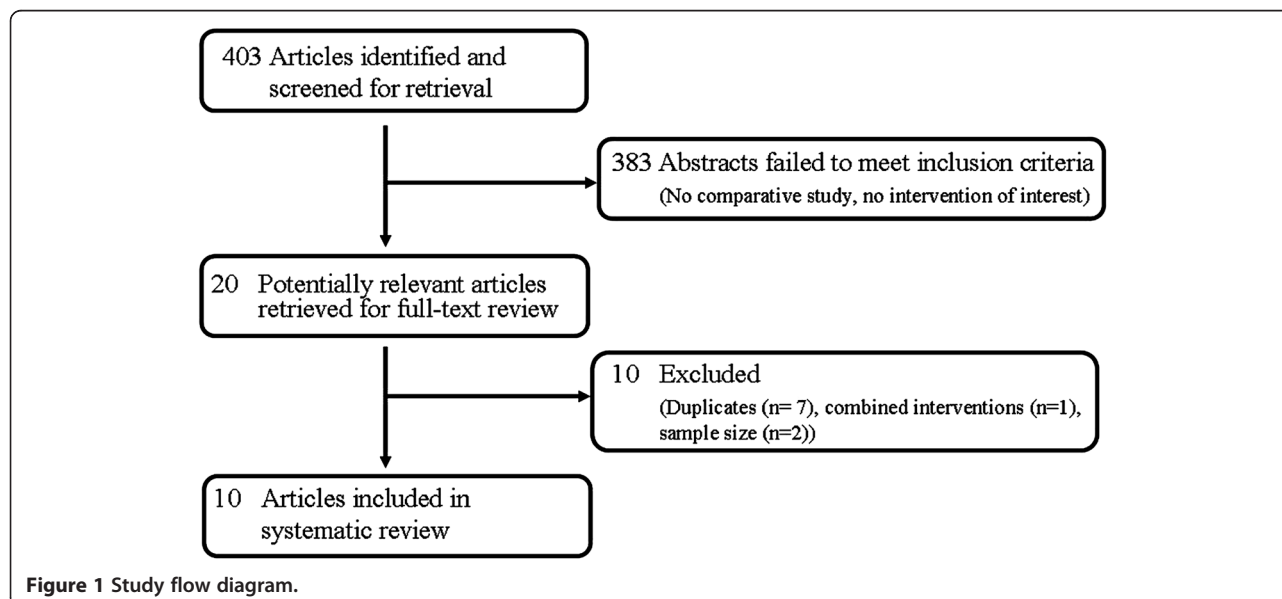 403 Articles identified and
screened for retrieval
383 Abstracts failed to meet inclusion criteria
(No comparative study, no intervention of interest)
20 Potentially relevant articles
retrieved for full-text review
10 Excluded
(Duplicates (n= 7), combined interventions (n=1),
sample size (n=2))
10 Articles included in
systematic review
Figure 1 Study flow diagram.